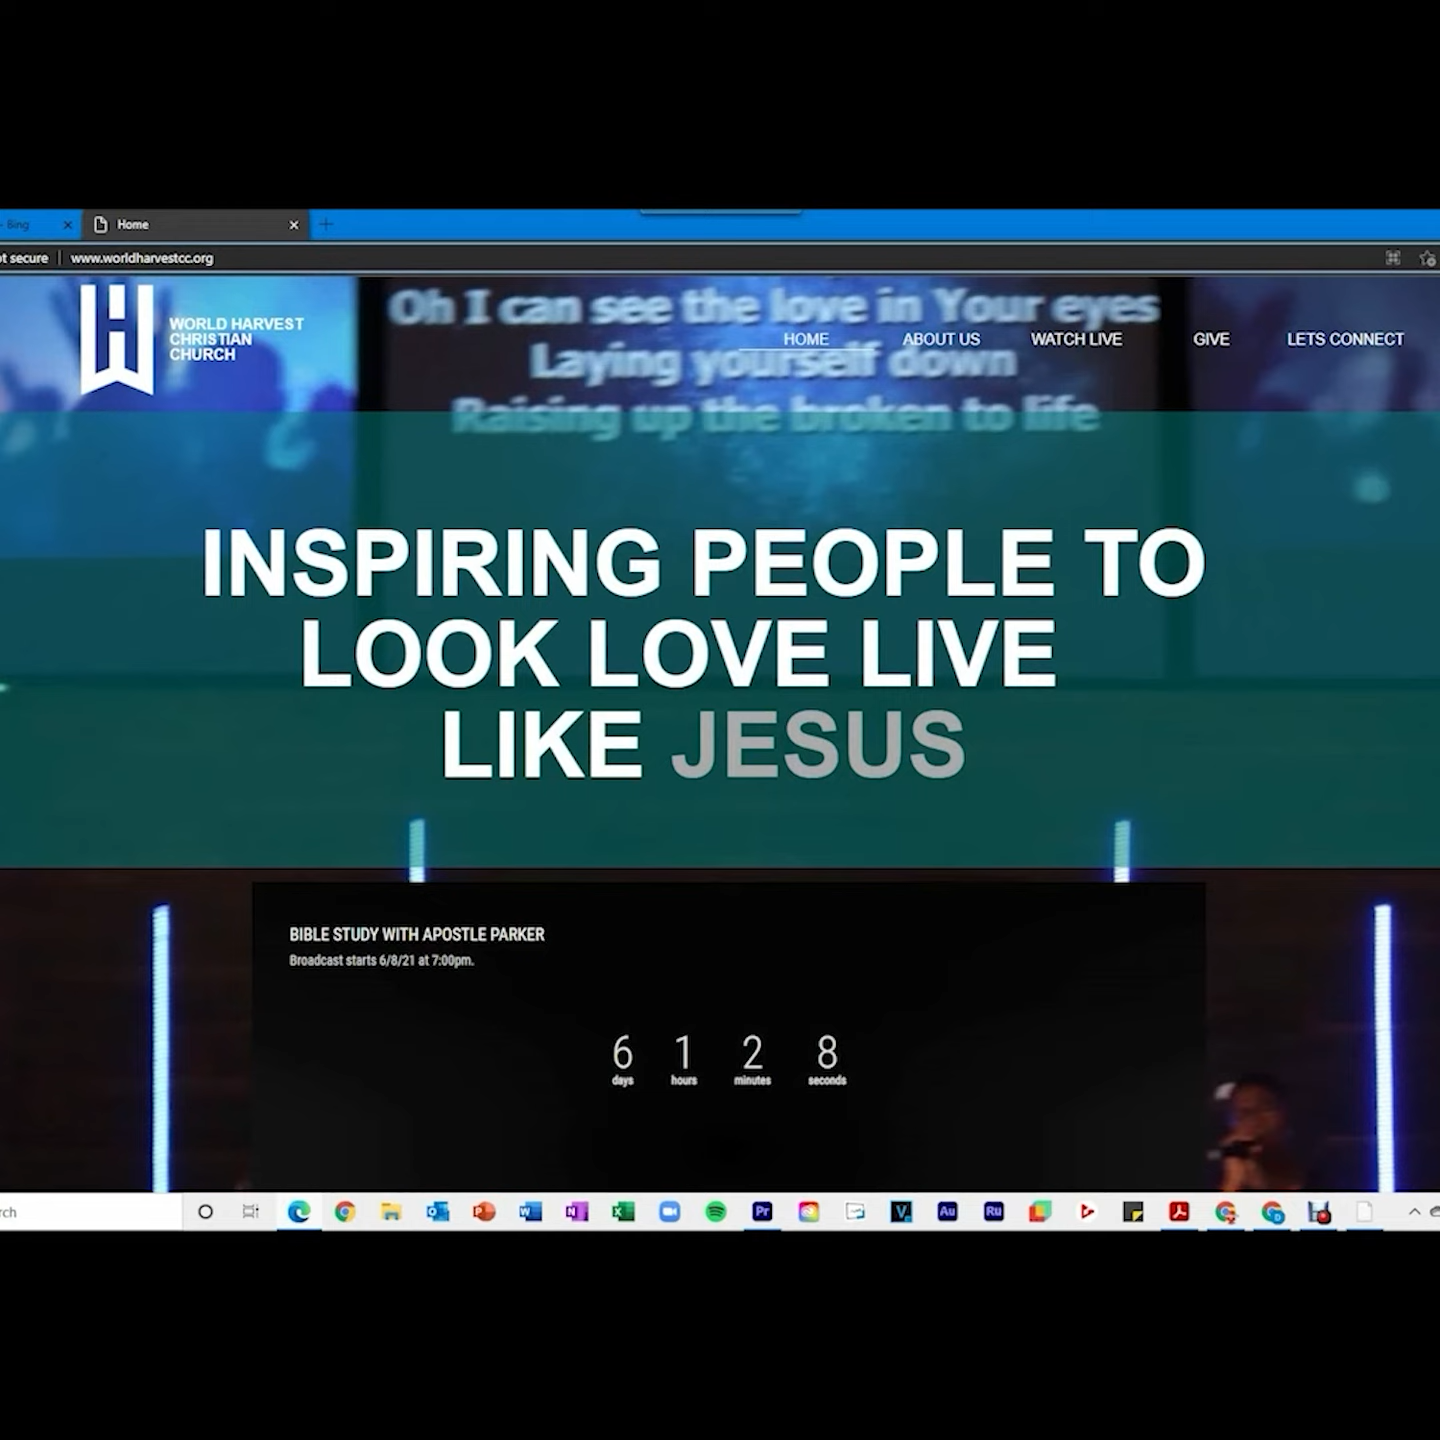 - Bing
Home
ot secure
www.worldharvestcc.org
WORLD HARVEST
CHRISTIAN
CHURCH
Oh I can see the love in Your eyes
HOME
ABOUT US
WATCH LIVE
GIVE
LETS CONNECT
Laying yourself down
Raising up the broken to life
INSPIRING PEOPLE TO
LOOK LOVE LIVE
LIKE JESUS
BIBLE STUDY WITH APOSTLE PARKER
Broadcast starts 6/8/21 at 7:00pm.
6 1 2 8
days hours minutes seconds
rch
Pr
V
Au
Ru